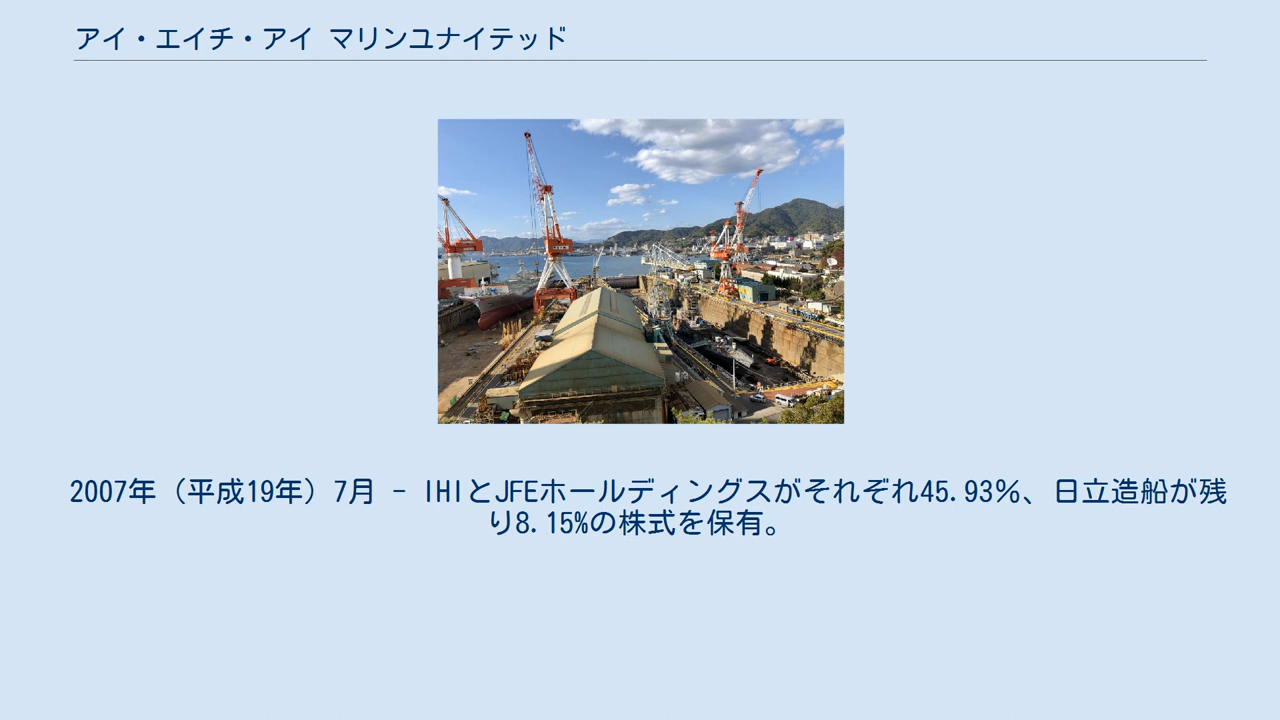 アイ・エイチ・アイ マリンユナイテッド
2007年（平成19年）7月 - IHIとJFEホールディングスがそれぞれ45.93％、日立造船が残
り8.15%の株式を保有。